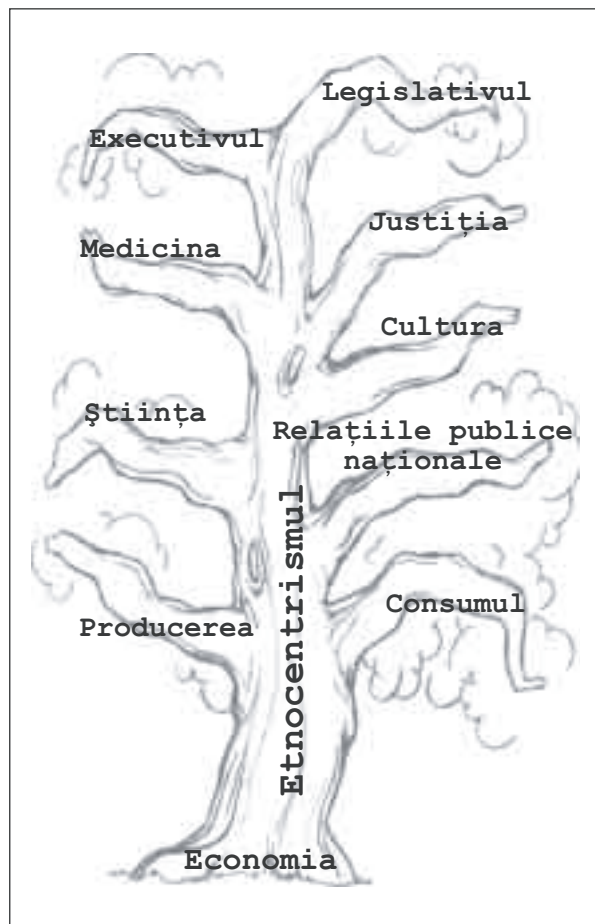 Legislativul
Executivul
Justiția
Medicina
Cultura
Ştiința
Relațiile publice
naționale
Etnocentrismul
Consumul
Producerea
Economia